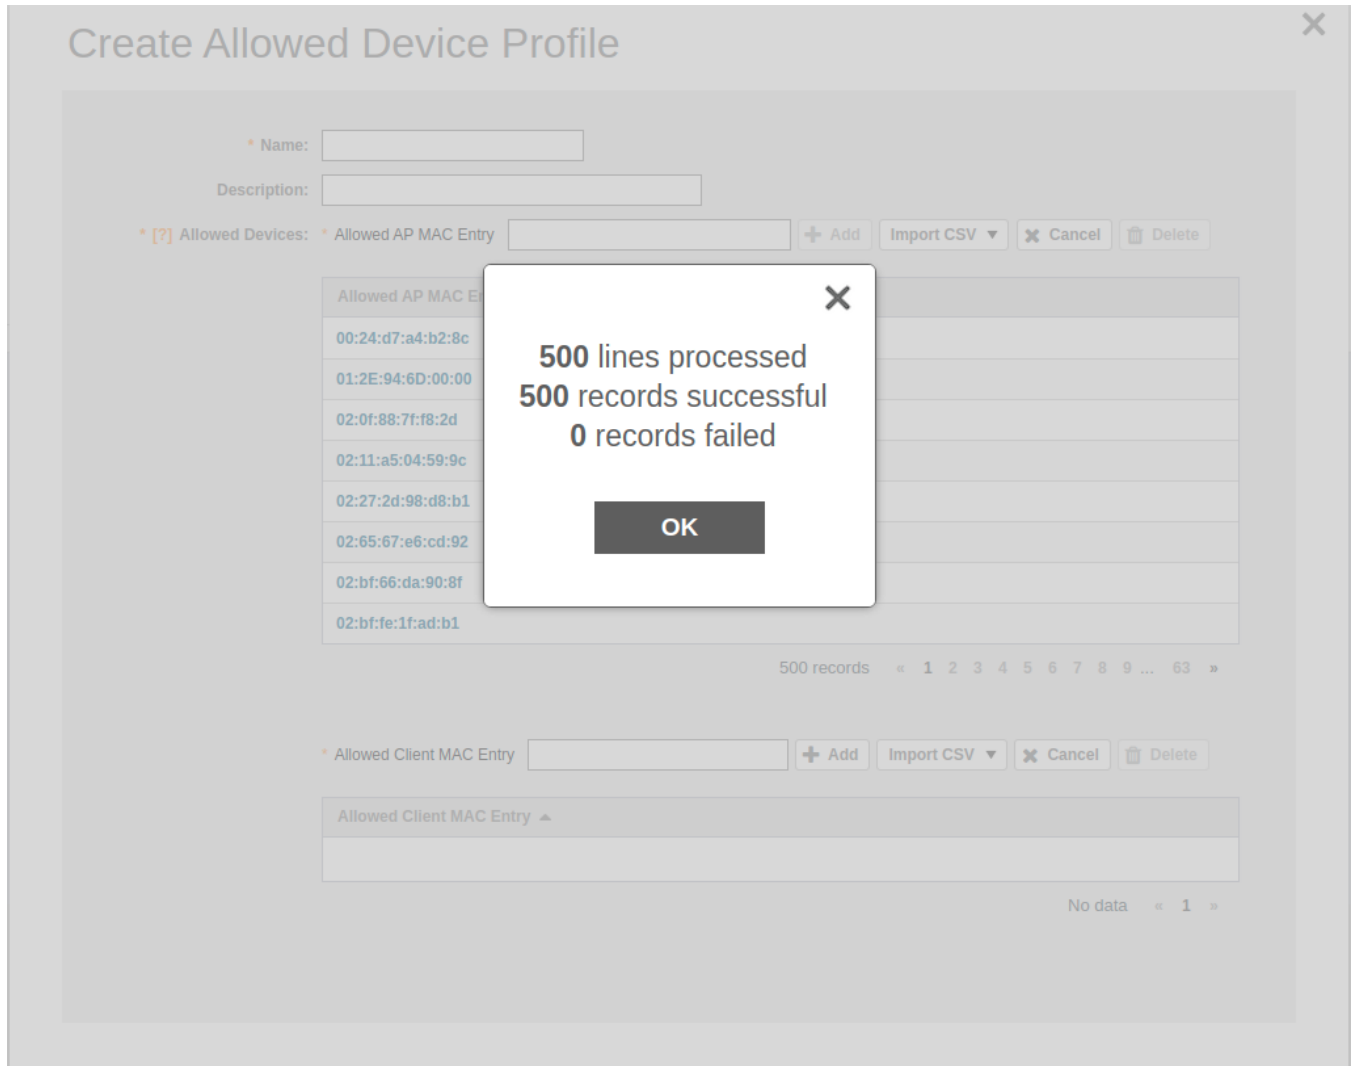 Create Allowed Device Profile
* Name:
Description:
* [?] Allowed Devices: * Allowed AP MAC Entry Add Import CSV ▼ Cancel Delete
Allowed AP MAC
00:24:d7:a4:b2:8c
01:2E:94:6D:00:00
02:0f:88:7f:f8:2d
02:11:a5:04:59:9c
02:27:2d:98:d8:b1
02:65:67:e6:cd:92
02:bf:66:da:90:8f
02:bf:fe:1f:ad:b1
500 lines processed
500 records successful
0 records failed
OK
500 records « 1 2 3 4 5 6 7 8 9 ... 63 »
* Allowed Client MAC Entry Add Import CSV ▼ Cancel Delete
Allowed Client MAC Entry ▲
No data « 1 »